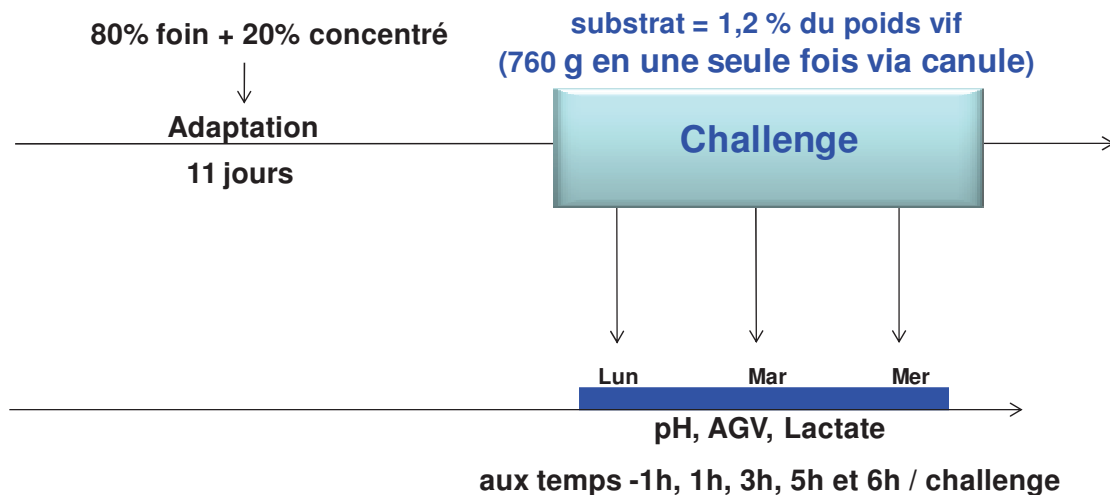 80% foin + 20% concentré
substrat = 1,2 % du poids vif
(760 g en une seule fois via canule)
Adaptation
11 jours
Challenge
Lun
Mar
Mer
pH, AGV, Lactate
aux temps -1h, 1h, 3h, 5h et 6h / challenge